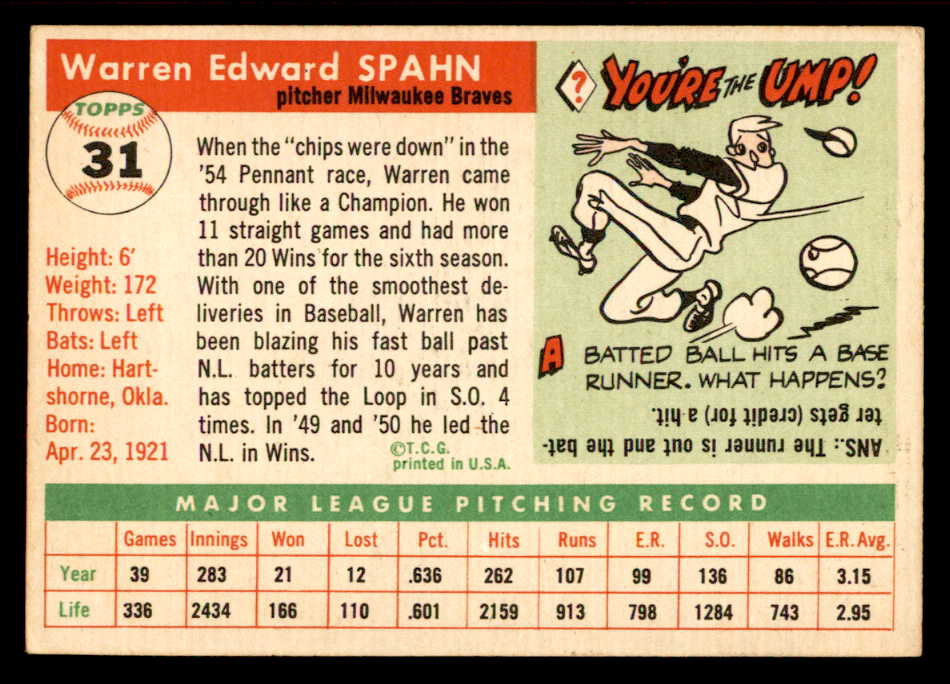 Warren Edward SPAHN
pitcher Milwaukee Braves
TOPPS
31
Height: 6'
Weight: 172
Throws: Left
Bats: Left
Home: Hart-
shorne, Okla.
Born:
Apr. 23, 1921
When the "chips were down" in the
'54 Pennant race, Warren came
through like a Champion. He won
11 straight games and had more
than 20 Wins for the sixth season.
With one of the smoothest de-
liveries in Baseball, Warren has
been blazing his fast ball past
N.L. batters for 10 years and
has topped the Loop in S.O. 4
times. In '49 and '50 he led the
N.L. in Wins.
©T.C.G.
printed in U.S.A.
? YOU'RE THE UMP!
A BATTED BALL HITS A BASE
RUNNER. WHAT HAPPENS?
ANS.: The runner is out and the bat-
ter gets (credit for) a hit.
MAJOR LEAGUE PITCHING RECORD
Games Innings Won Lost Pct. Hits Runs E.R. S.O. Walks E.R.Avg.
Year 39 283 21 12 .636 262 107 99 136 86 3.15
Life 336 2434 166 110 .601 2159 913 798 1284 743 2.95